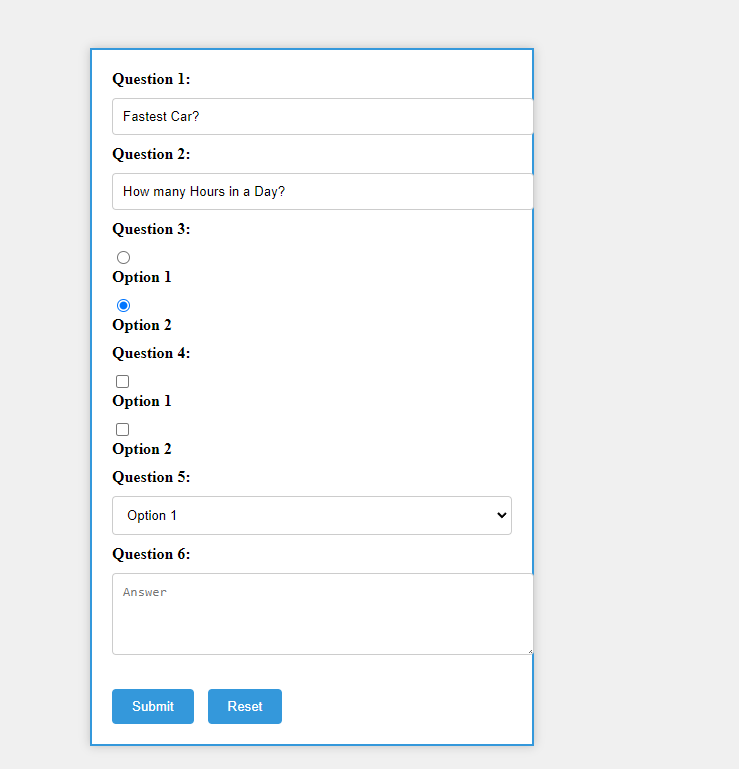 Question 1:
Fastest Car?
Question 2:
How many Hours in a Day?
Question 3:
Option 1
Option 2
Question 4:
Option 1
Option 2
Question 5:
Option 1
Question 6:
Answer
Submit Reset